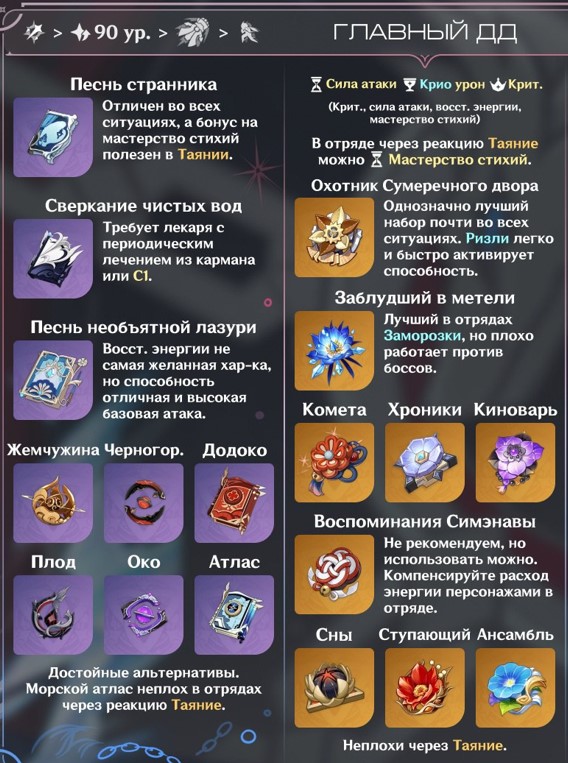 > 90 ур. > >
ГЛАВНЫЙ ДД
Песнь странника
Отличен во всех
ситуациях, а бонус на
мастерство стихий
полезен в Таянии.
Сверкание чистых вод
Требует лекаря с
периодическим
лечением из кармана
или С1.
Песнь необъятной лазури
Восст. энергии не
самая желанная хар-ка,
но способность
отличная и высокая
базовая атака.
Жемчужина Черногор. Додоко
Плод Око Атлас
Достойные альтернативы.
Морской атлас неплох в отрядах
через реакцию Таяние.
Сила атаки Крио урон Крит.
(Крит., сила атаки, восст. энергии,
мастерство стихий)
В отряде через реакцию Таяние
можно Мастерство стихий.
Охотник Сумеречного двора
Однозначно лучший
набор почти во всех
ситуациях. Ризли легко
и быстро активирует
способность.
Заблудший в метели
Лучший в отрядах
Заморозки, но плохо
работает против
боссов.
Комета Хроники Киноварь
Воспоминания Симэнавы
Не рекомендуем, но
использовать можно.
Компенсируйте расход
энергии персонажами в
отряде.
Сны Ступающий Ансамбль
Неплохи через Таяние.